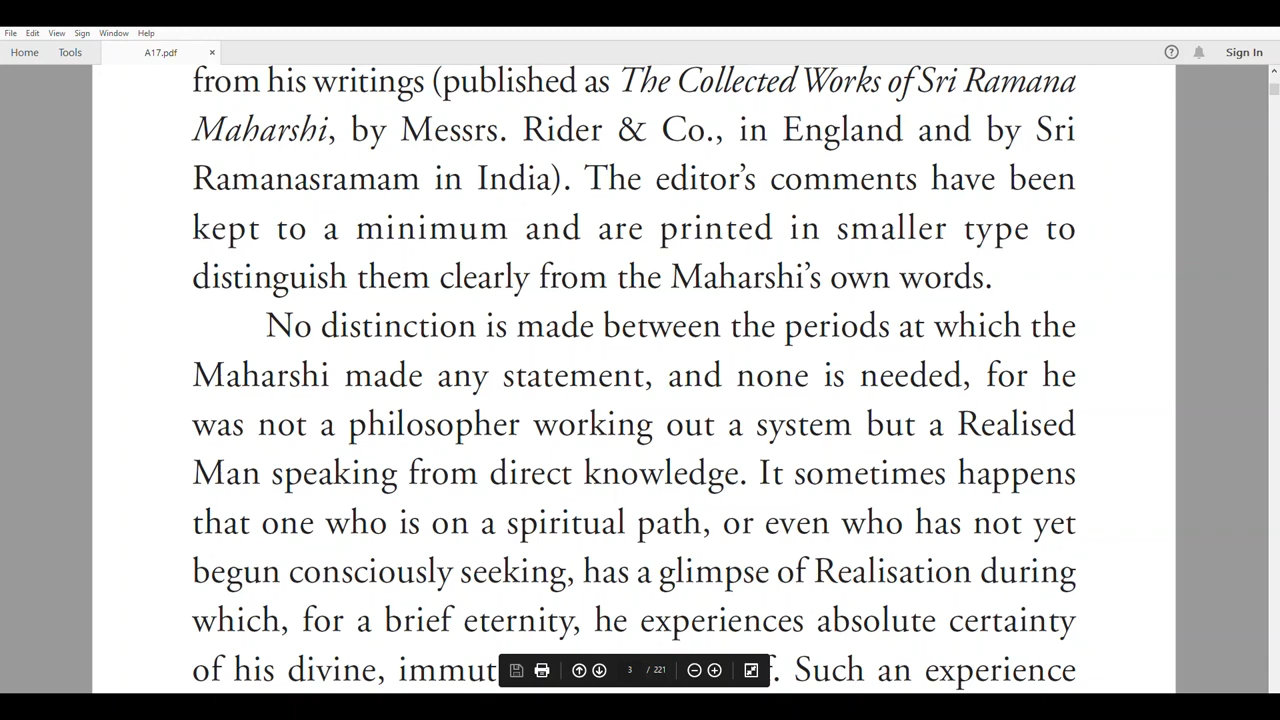 File Edit View Sign Window Help
Home Tools A17.pdf × ? Sign In
from his writings (published as The Collected Works of Sri Ramana
Maharshi, by Messrs. Rider & Co., in England and by Sri
Ramanasramam in India). The editor’s comments have been
kept to a minimum and are printed in smaller type to
distinguish them clearly from the Maharshi’s own words.
No distinction is made between the periods at which the
Maharshi made any statement, and none is needed, for he
was not a philosopher working out a system but a Realised
Man speaking from direct knowledge. It sometimes happens
that one who is on a spiritual path, or even who has not yet
begun consciously seeking, has a glimpse of Realisation during
which, for a brief eternity, he experiences absolute certainty
of his divine, Such an experience
3 / 221